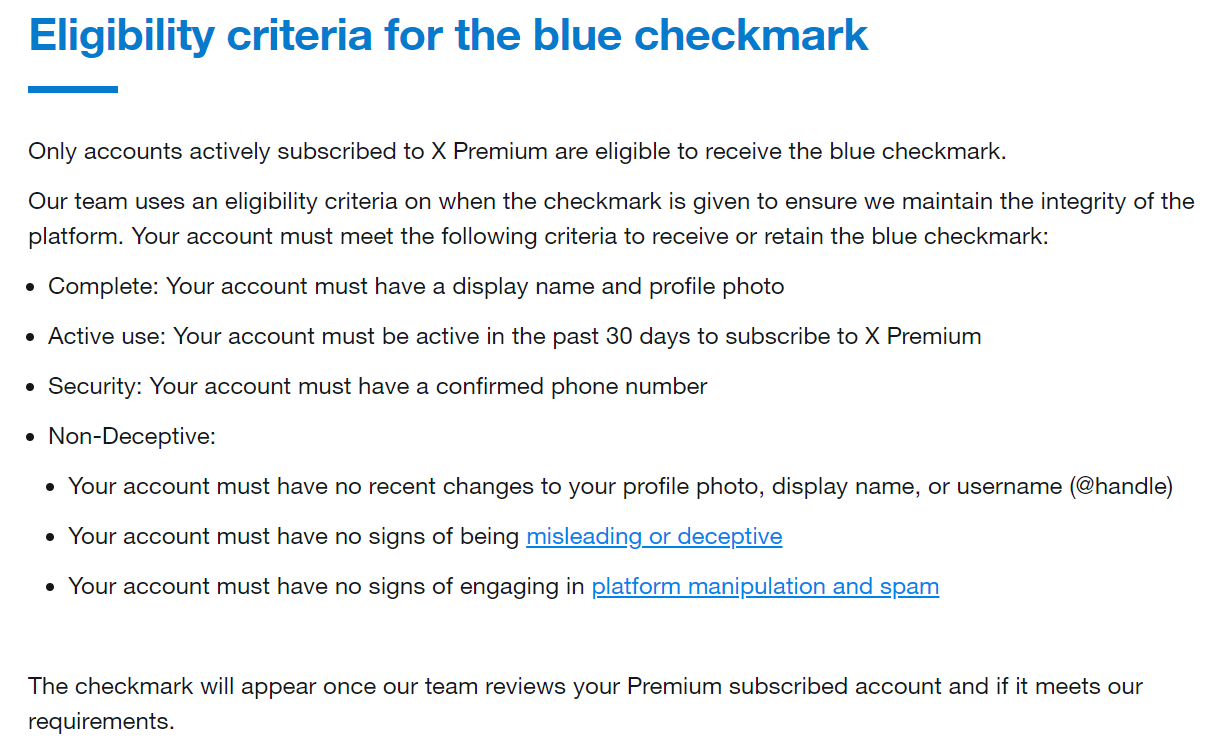 Eligibility criteria for the blue checkmark
Only accounts actively subscribed to X Premium are eligible to receive the blue checkmark.
Our team uses an eligibility criteria on when the checkmark is given to ensure we maintain the integrity of the
platform. Your account must meet the following criteria to receive or retain the blue checkmark:
• Complete: Your account must have a display name and profile photo
• Active use: Your account must be active in the past 30 days to subscribe to X Premium
• Security: Your account must have a confirmed phone number
• Non-Deceptive:
• Your account must have no recent changes to your profile photo, display name, or username (@handle)
• Your account must have no signs of being misleading or deceptive
• Your account must have no signs of engaging in platform manipulation and spam
The checkmark will appear once our team reviews your Premium subscribed account and if it meets our
requirements.